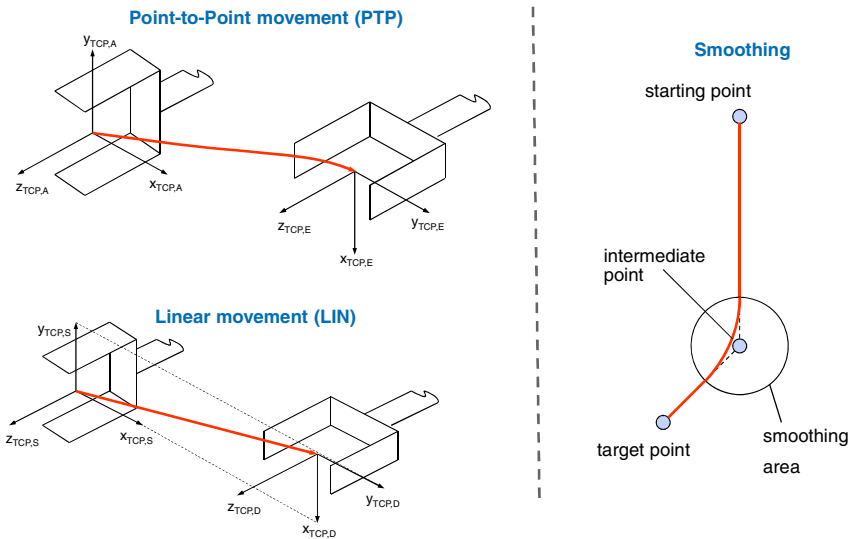 Point-to-Point movement (PTP)
yTCP,A
zTCP,A
xTCP,A
zTCP,E
yTCP,E
xTCP,E
Linear movement (LIN)
yTCP,S
zTCP,S
xTCP,S
zTCP,D
yTCP,D
xTCP,D
Smoothing
starting point
intermediate
point
target point
smoothing
area